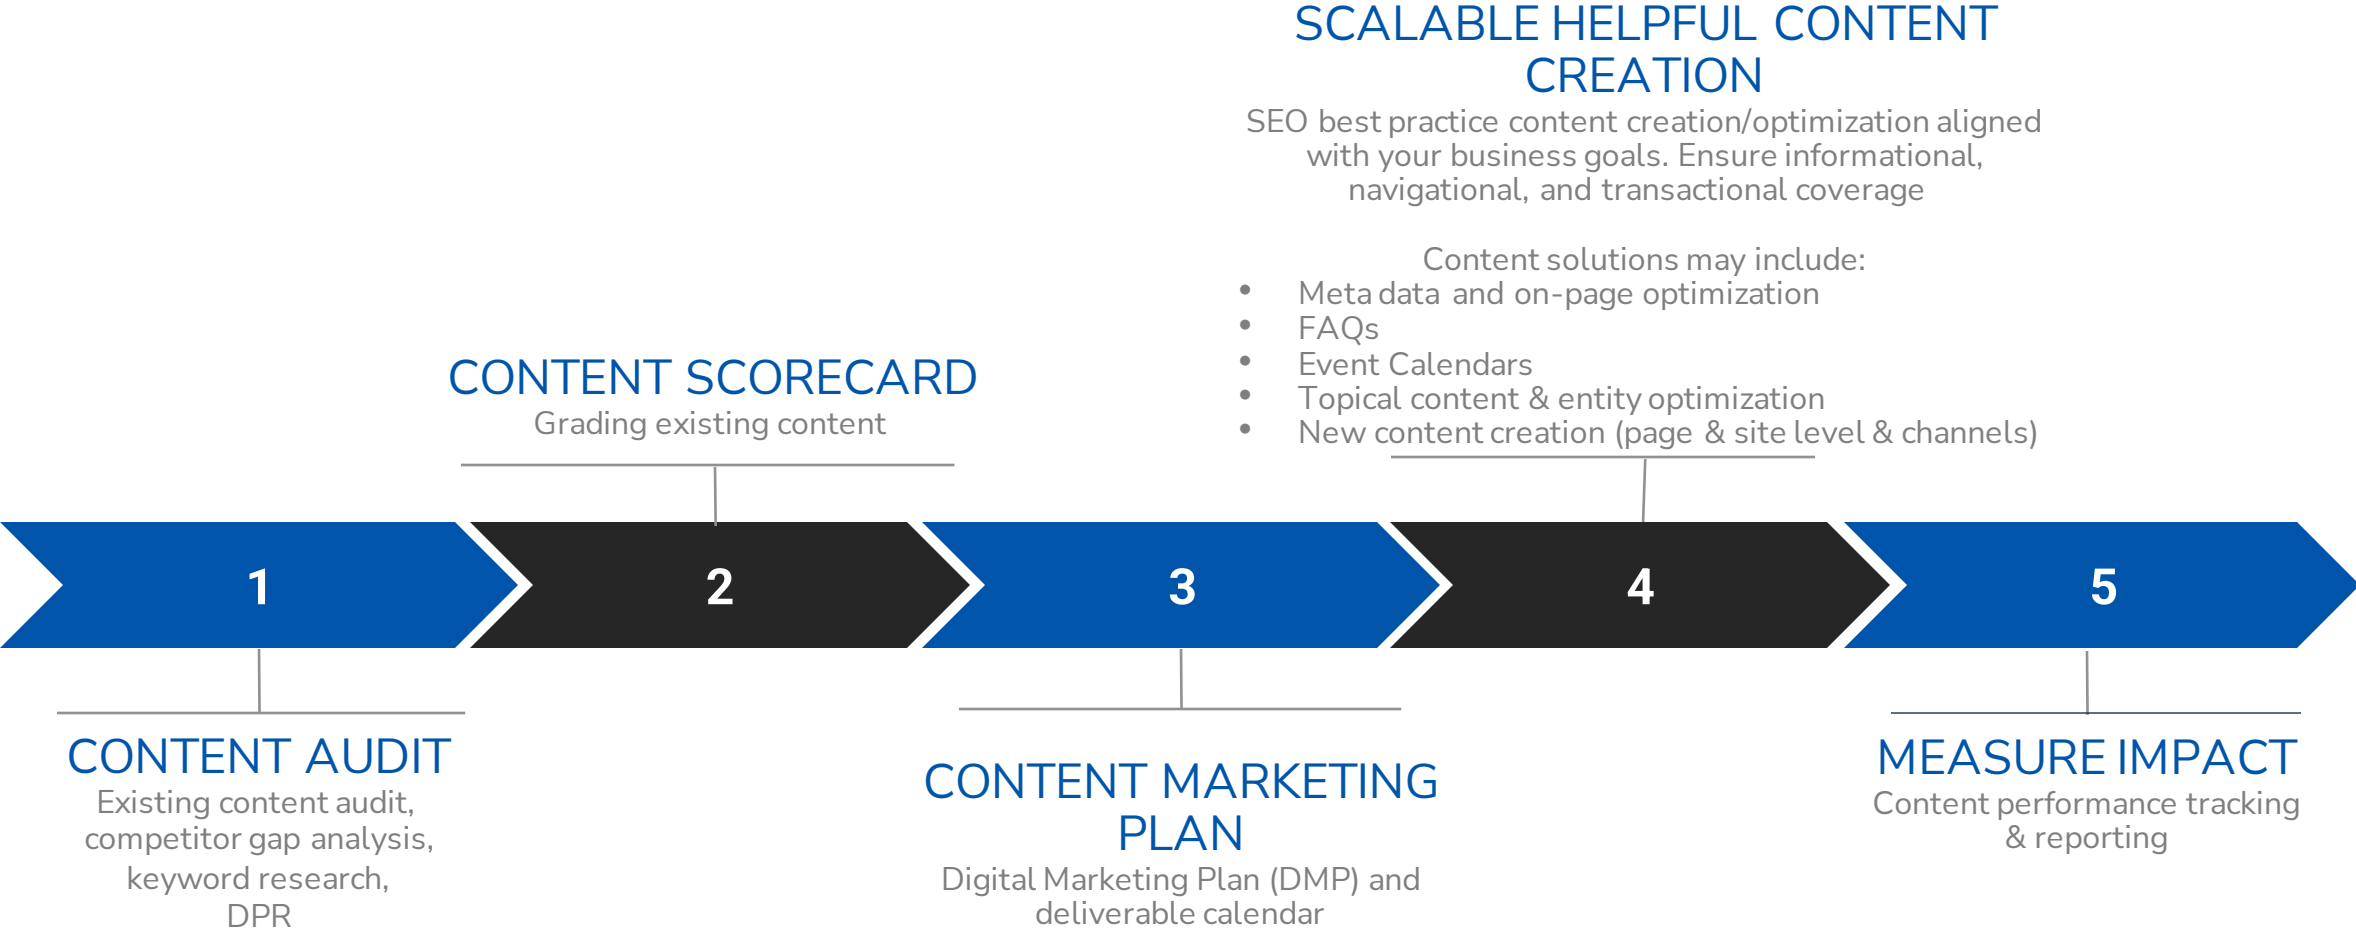 SCALABLE HELPFUL CONTENT
CREATION
SEO best practice content creation/optimization aligned
with your business goals. Ensure informational,
navigational, and transactional coverage
Content solutions may include:
• Meta data and on-page optimization
• FAQs
• Event Calendars
• Topical content & entity optimization
• New content creation (page & site level & channels)
CONTENT SCORECARD
Grading existing content
1
2
3
4
5
CONTENT AUDIT
Existing content audit,
competitor gap analysis,
keyword research,
DPR
CONTENT MARKETING
PLAN
Digital Marketing Plan (DMP) and
deliverable calendar
MEASURE IMPACT
Content performance tracking
& reporting